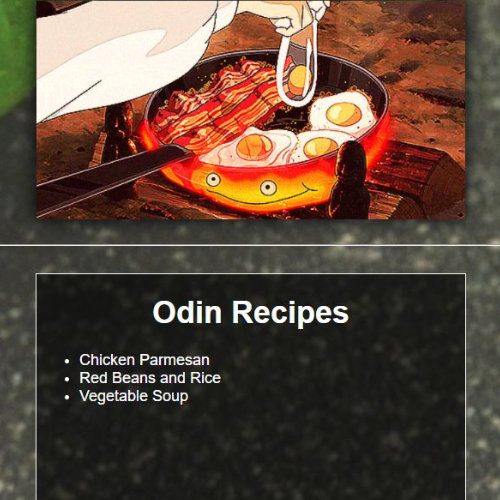 Odin Recipes
Chicken Parmesan
Red Beans and Rice
Vegetable Soup